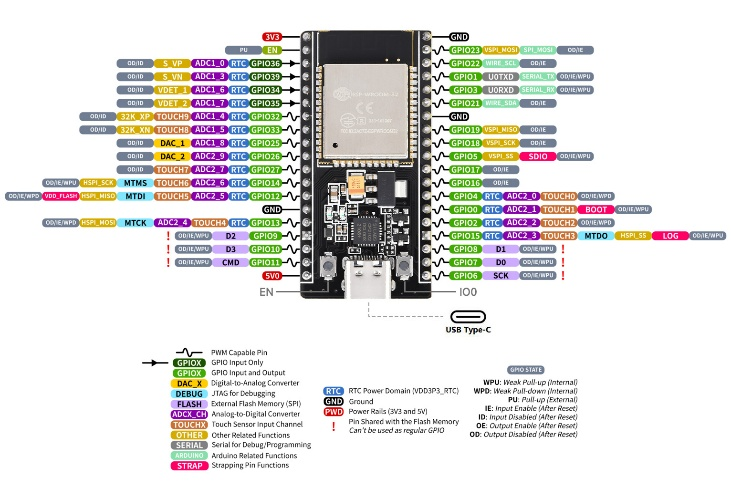 3V3 GND
PU EN GPIO23 VSPI_MOSI SPI_MOSI OD/IE
OD/ID S_VP ADC1_0 RTC GPIO36 GPIO22 WIRE_SCL OD/IE
OD/ID S_VN ADC1_3 RTC GPIO39 GPIO1 U0TXD SERIAL_TX OD/IE/WPU
OD/ID VDET_1 ADC1_6 RTC GPIO34 GPIO3 U0RXD SERIAL_RX OD/IE/WPU
OD/ID VDET_2 ADC1_7 RTC GPIO35 GPIO21 WIRE_SDA OD/IE
OD/ID 32K_XP TOUCH9 ADC1_4 RTC GPIO32 GND
OD/ID 32K_XN TOUCH8 ADC1_5 RTC GPIO33 GPIO19 VSPI_MISO OD/IE
OD/ID DAC_1 ADC1_8 RTC GPIO25 GPIO18 VSPI_SCK OD/IE
OD/ID DAC_2 ADC2_9 RTC GPIO26 GPIO5 VSPI_SS SDIO OD/IE/WPU
OD/ID TOUCH7 ADC2_7 RTC GPIO27 GPIO17 OD/IE
OD/IE/WPU HSPI_SCK MTMS TOUCH6 ADC2_6 RTC GPIO14 GPIO16 OD/IE
OD/IE/WPD VDD_FLASH HSPI_MISO MTDI TOUCH5 ADC2_5 RTC GPIO12 GPIO4 RTC ADC2_0 TOUCH0 OD/IE/WPD
GND GPIO0 RTC ADC2_1 TOUCH1 BOOT OD/IE/WPU
OD/IE/WPD HSPI_MOSI MTCK ADC2_4 TOUCH4 RTC GPIO13 GPIO2 RTC ADC2_2 TOUCH2 OD/IE/WPD
! OD/IE/WPU D2 GPIO9 GPIO15 RTC ADC2_3 TOUCH3 MTDO HSPI_SS LOG OD/IE/WPU
! OD/IE/WPU D3 GPIO10 GPIO8 D1 OD/IE/WPU !
! OD/IE/WPU CMD GPIO11 GPIO7 D0 OD/IE/WPU !
5V0 GPIO6 SCK OD/IE/WPU !
EN IO0
USB Type-C
PWM Capable Pin
GPIOX GPIO Input Only
GPIOX GPIO Input and Output
DAC_X Digital-to-Analog Converter
DEBUG JTAG for Debugging
FLASH External Flash Memory (SPI)
ADCX_CH Analog-to-Digital Converter
TOUCHX Touch Sensor Input Channel
OTHER Other Related Functions
SERIAL Serial for Debug/Programming
ARDUINO Arduino Related Functions
STRAP Strapping Pin Functions
RTC RTC Power Domain (VDD3P3_RTC)
GND Ground
PWD Power Rails (3V3 and 5V)
! Pin Shared with the Flash Memory
Can't be used as regular GPIO
GPIO STATE
WPU: Weak Pull-up (Internal)
WPD: Weak Pull-down (Internal)
PU: Pull-up (External)
IE: Input Enable (After Reset)
ID: Input Disabled (After Reset)
OE: Output Enable (After Reset)
OD: Output Disabled (After Reset)